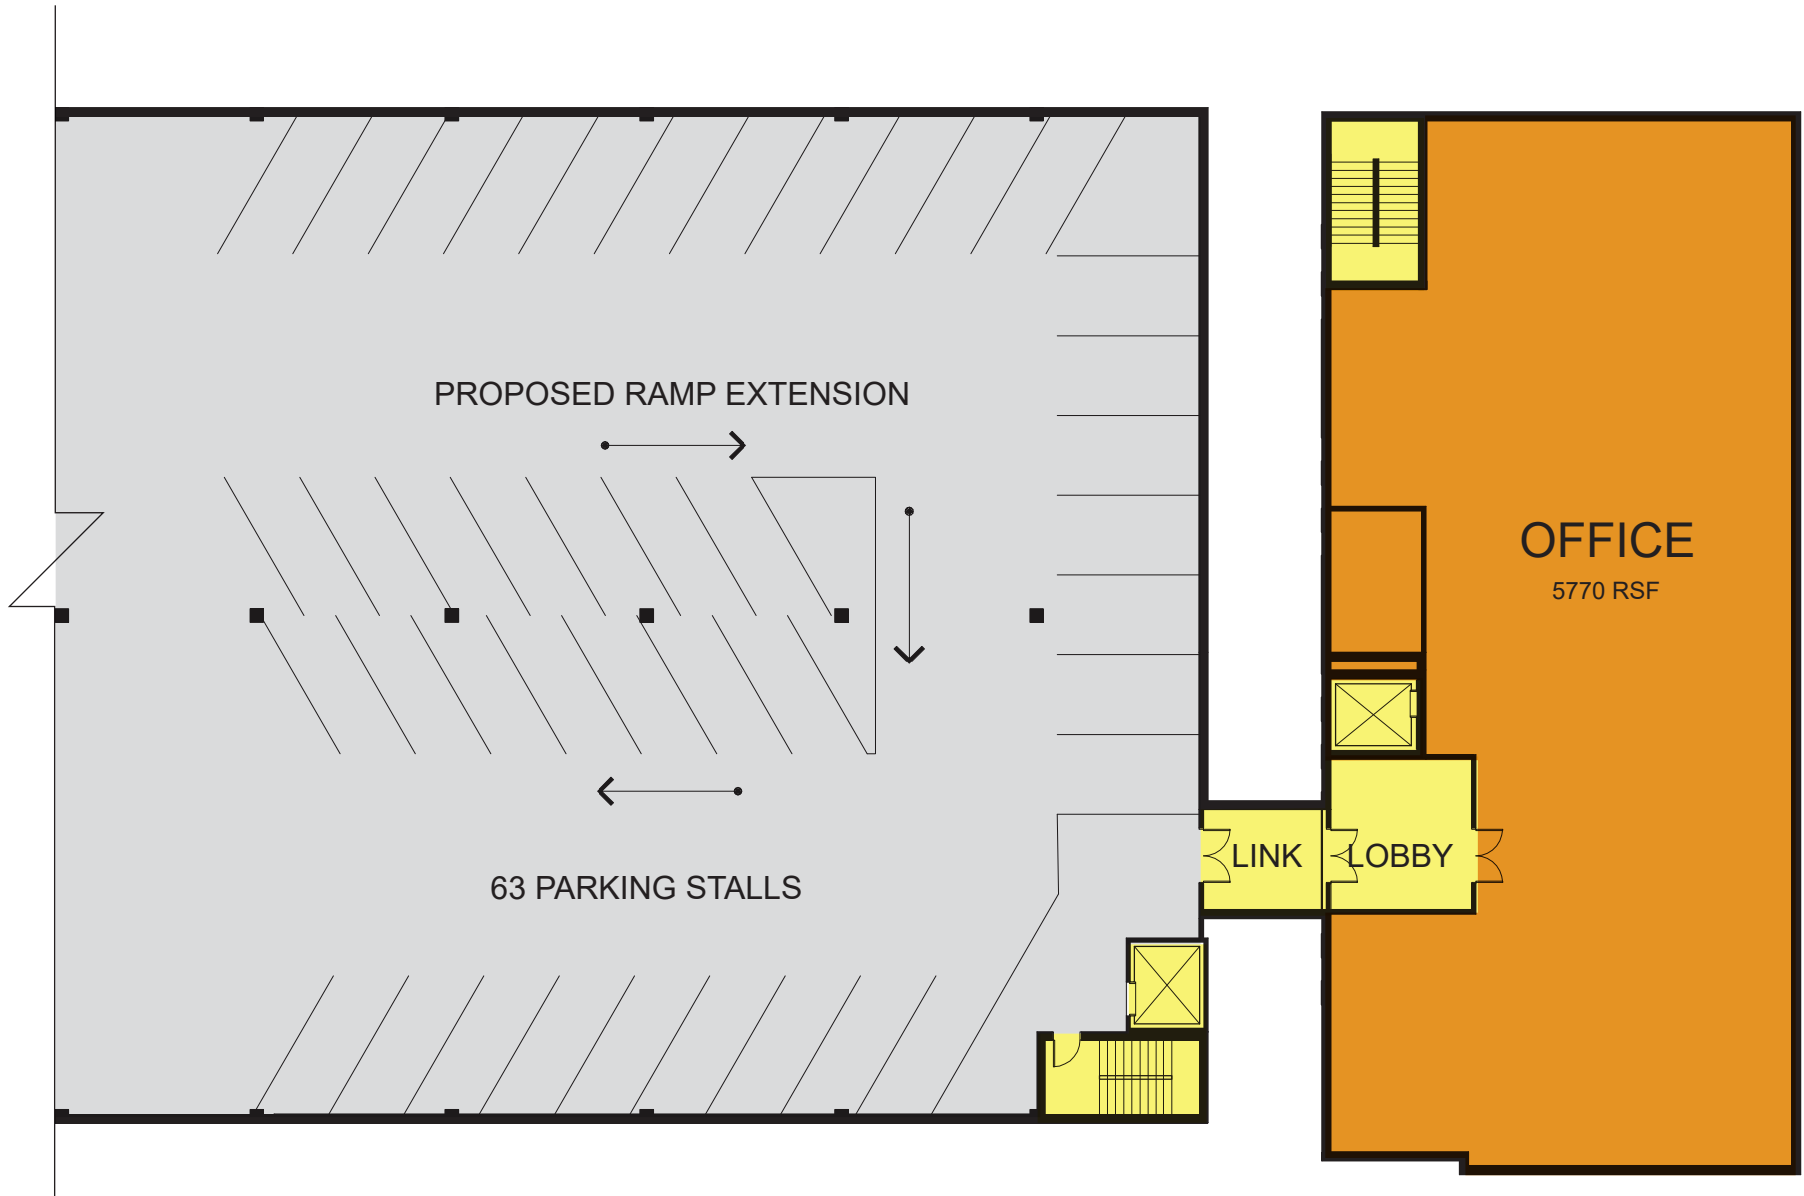 PROPOSED RAMP EXTENSION
OFFICE
5770 RSF
LINK
LOBBY
63 PARKING STALLS